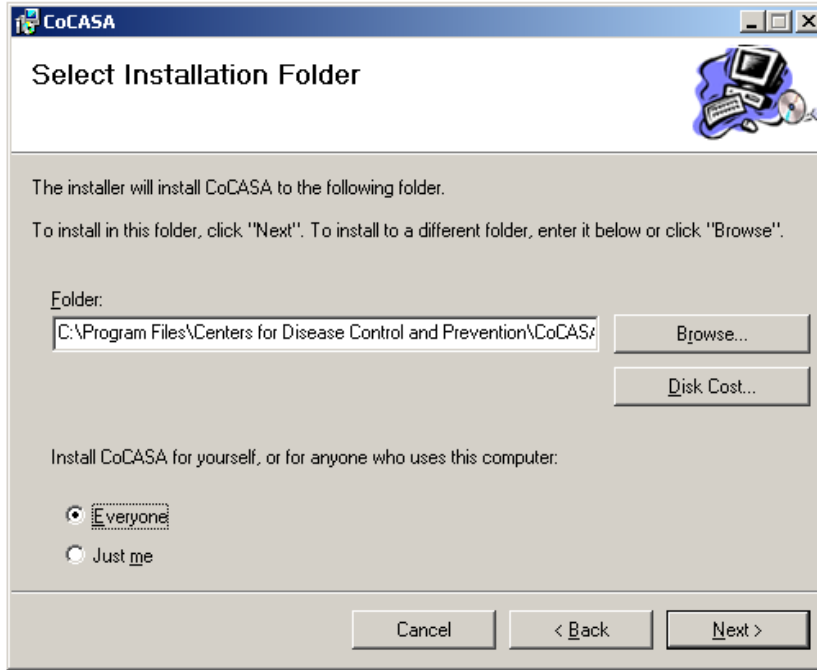 CoCASA
Select Installation Folder
The installer will install CoCASA to the following folder.
To install in this folder, click "Next". To install to a different folder, enter it below or click "Browse".
Folder:
C:\Program Files\Centers for Disease Control and Prevention\CoCASA
Browse...
Disk Cost...
Install CoCASA for yourself, or for anyone who uses this computer:
Everyone
Just me
Cancel
< Back
Next >